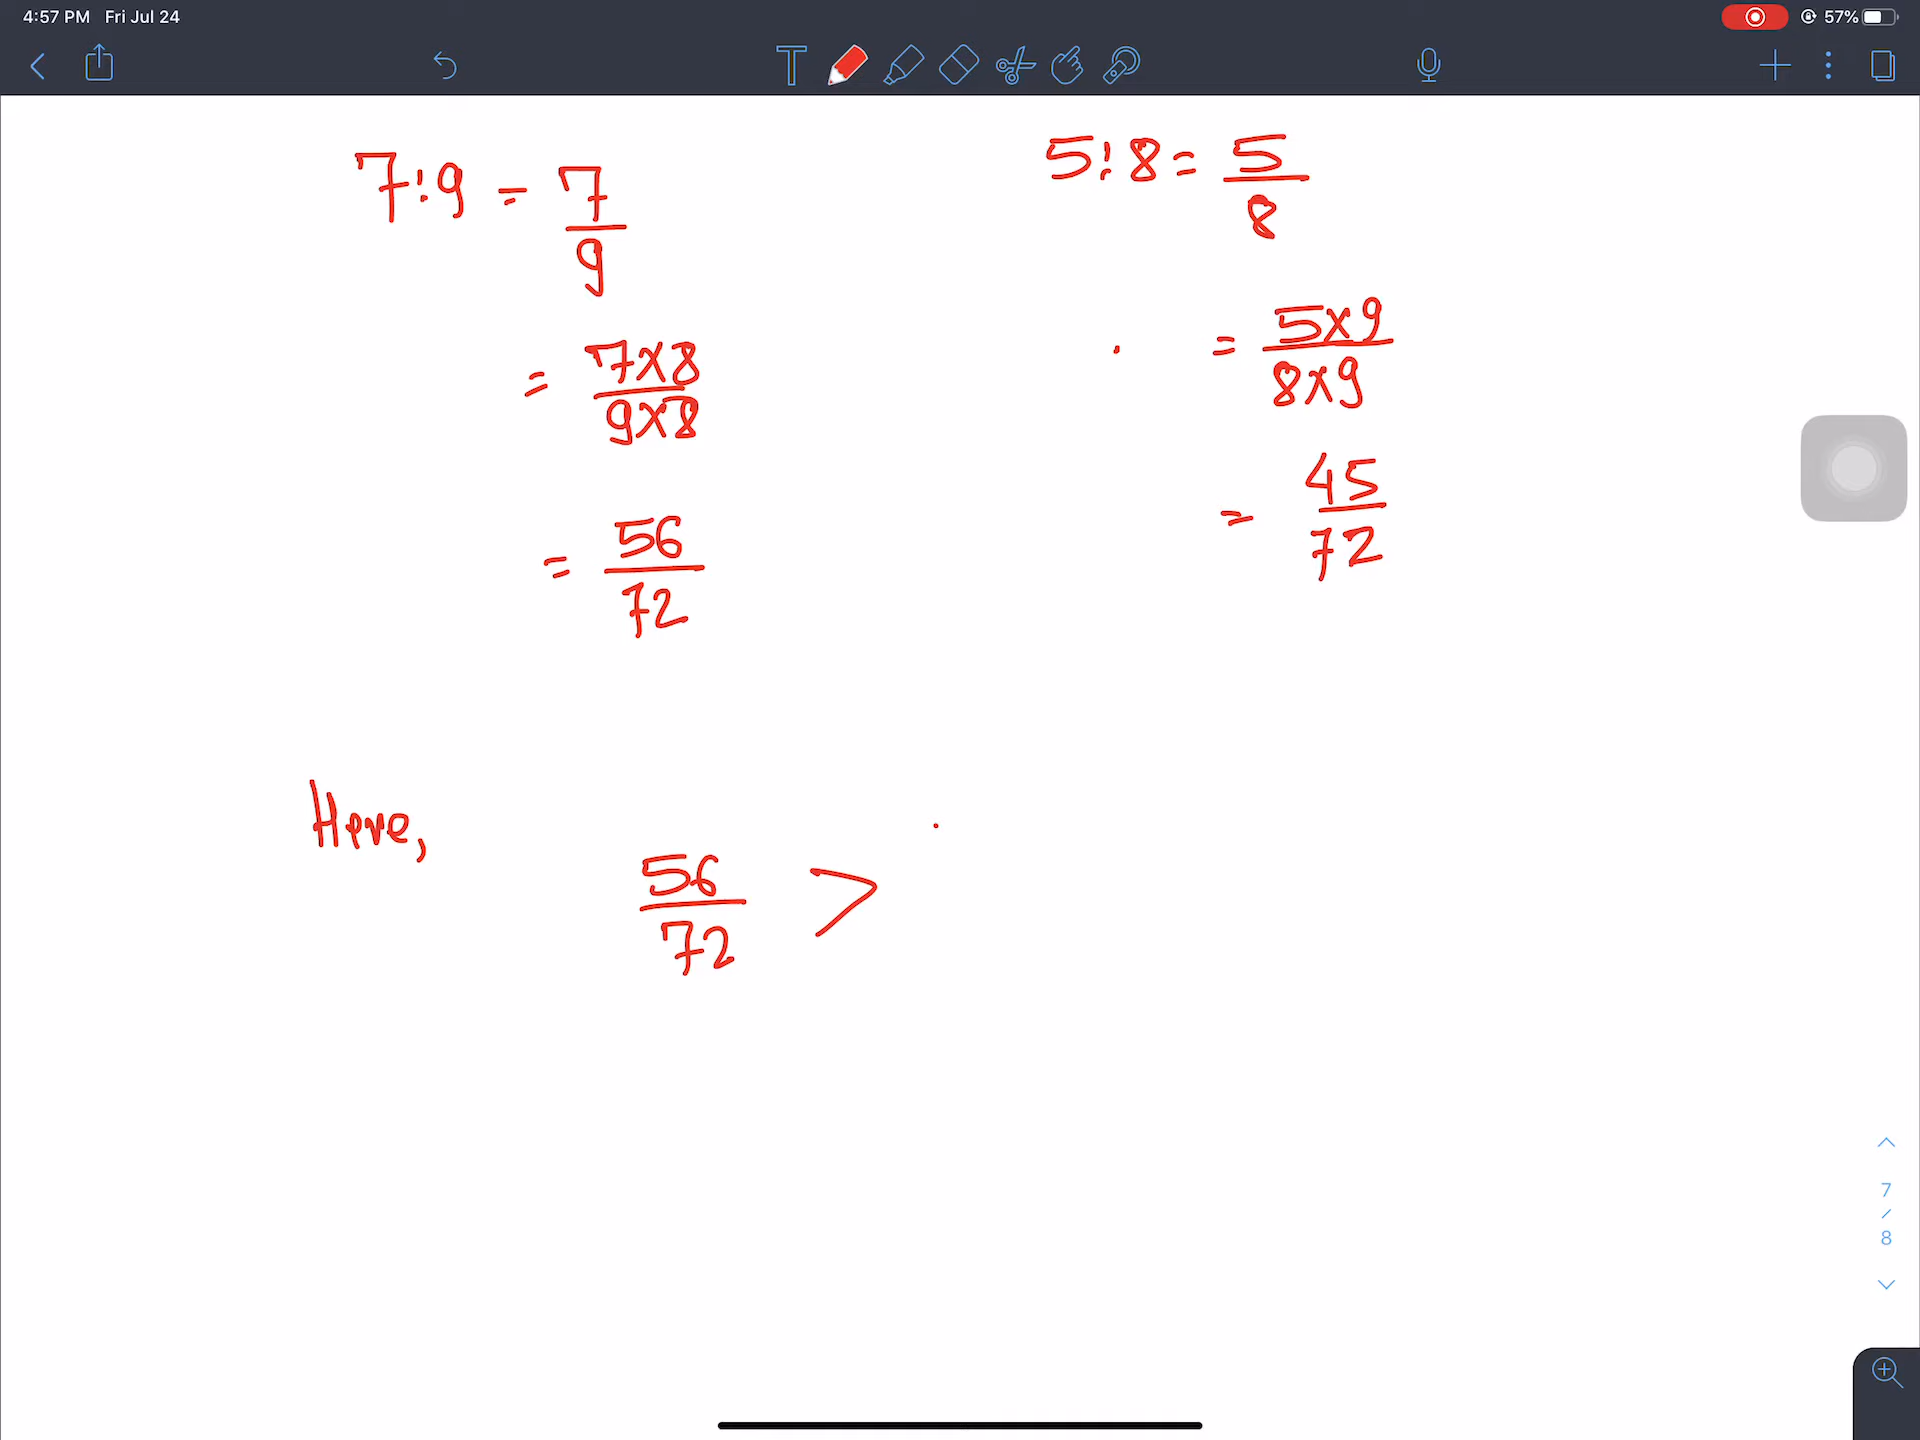 4:57 PM Fri Jul 24
57%
7:9 = 7/9
= 7x8/9x8
= 56/72
5:8 = 5/8
= 5x9/8x9
= 45/72
Here,
56/72 >
7/8